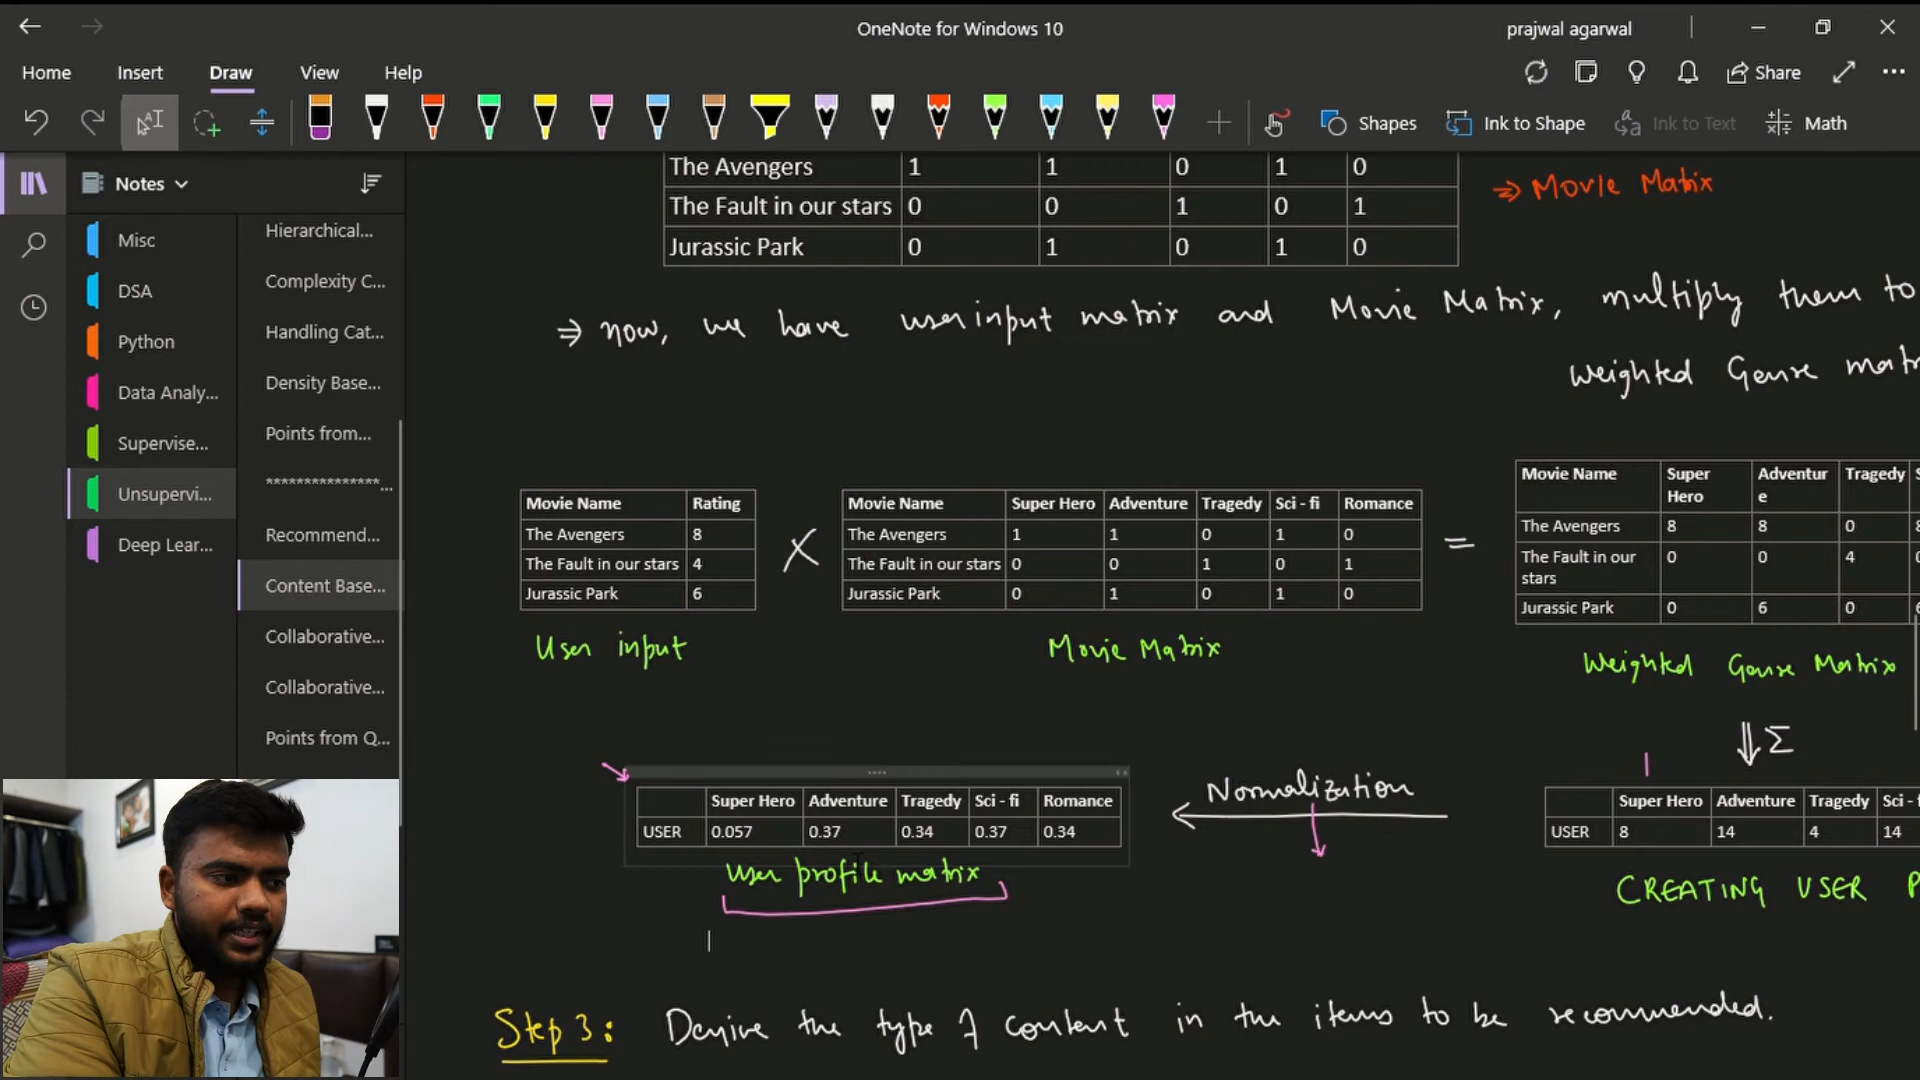 OneNote for Windows 10
prajwal agarwal
Home Insert Draw View Help
Share
Shapes Ink to Shape Ink to Text Math
Notes
Misc
DSA
Python
Data Analy...
Supervise...
Unsupervi...
Deep Lear...
Hierarchical...
Complexity C...
Handling Cat...
Density Base...
Points from...
***************...
Recommend...
Content Base...
Collaborative...
Collaborative...
Points from Q...
The Avengers 1 1 0 1 0
The Fault in our stars 0 0 1 0 1
Jurassic Park 0 1 0 1 0
⇒ Movie Matrix
⇒ now, we have user input matrix and Movie Matrix, multiply them to
Weighted Genre matr
Movie Name Rating
The Avengers 8
The Fault in our stars 4
Jurassic Park 6
User input
×
Movie Name Super Hero Adventure Tragedy Sci - fi Romance
The Avengers 1 1 0 1 0
The Fault in our stars 0 0 1 0 1
Jurassic Park 0 1 0 1 0
Movie Matrix
=
Movie Name Super Hero Adventure Tragedy S
The Avengers 8 8 0 8
The Fault in our stars 0 0 4 0
Jurassic Park 0 6 0 6
Weighted Genre Matrix
⇓ Σ
Super Hero Adventure Tragedy Sci - f
USER 8 14 4 14
CREATING USER P
Normalization
Super Hero Adventure Tragedy Sci - fi Romance
USER 0.057 0.37 0.34 0.37 0.34
User profile matrix
Step 3: Derive the type of content in the items to be recommended.